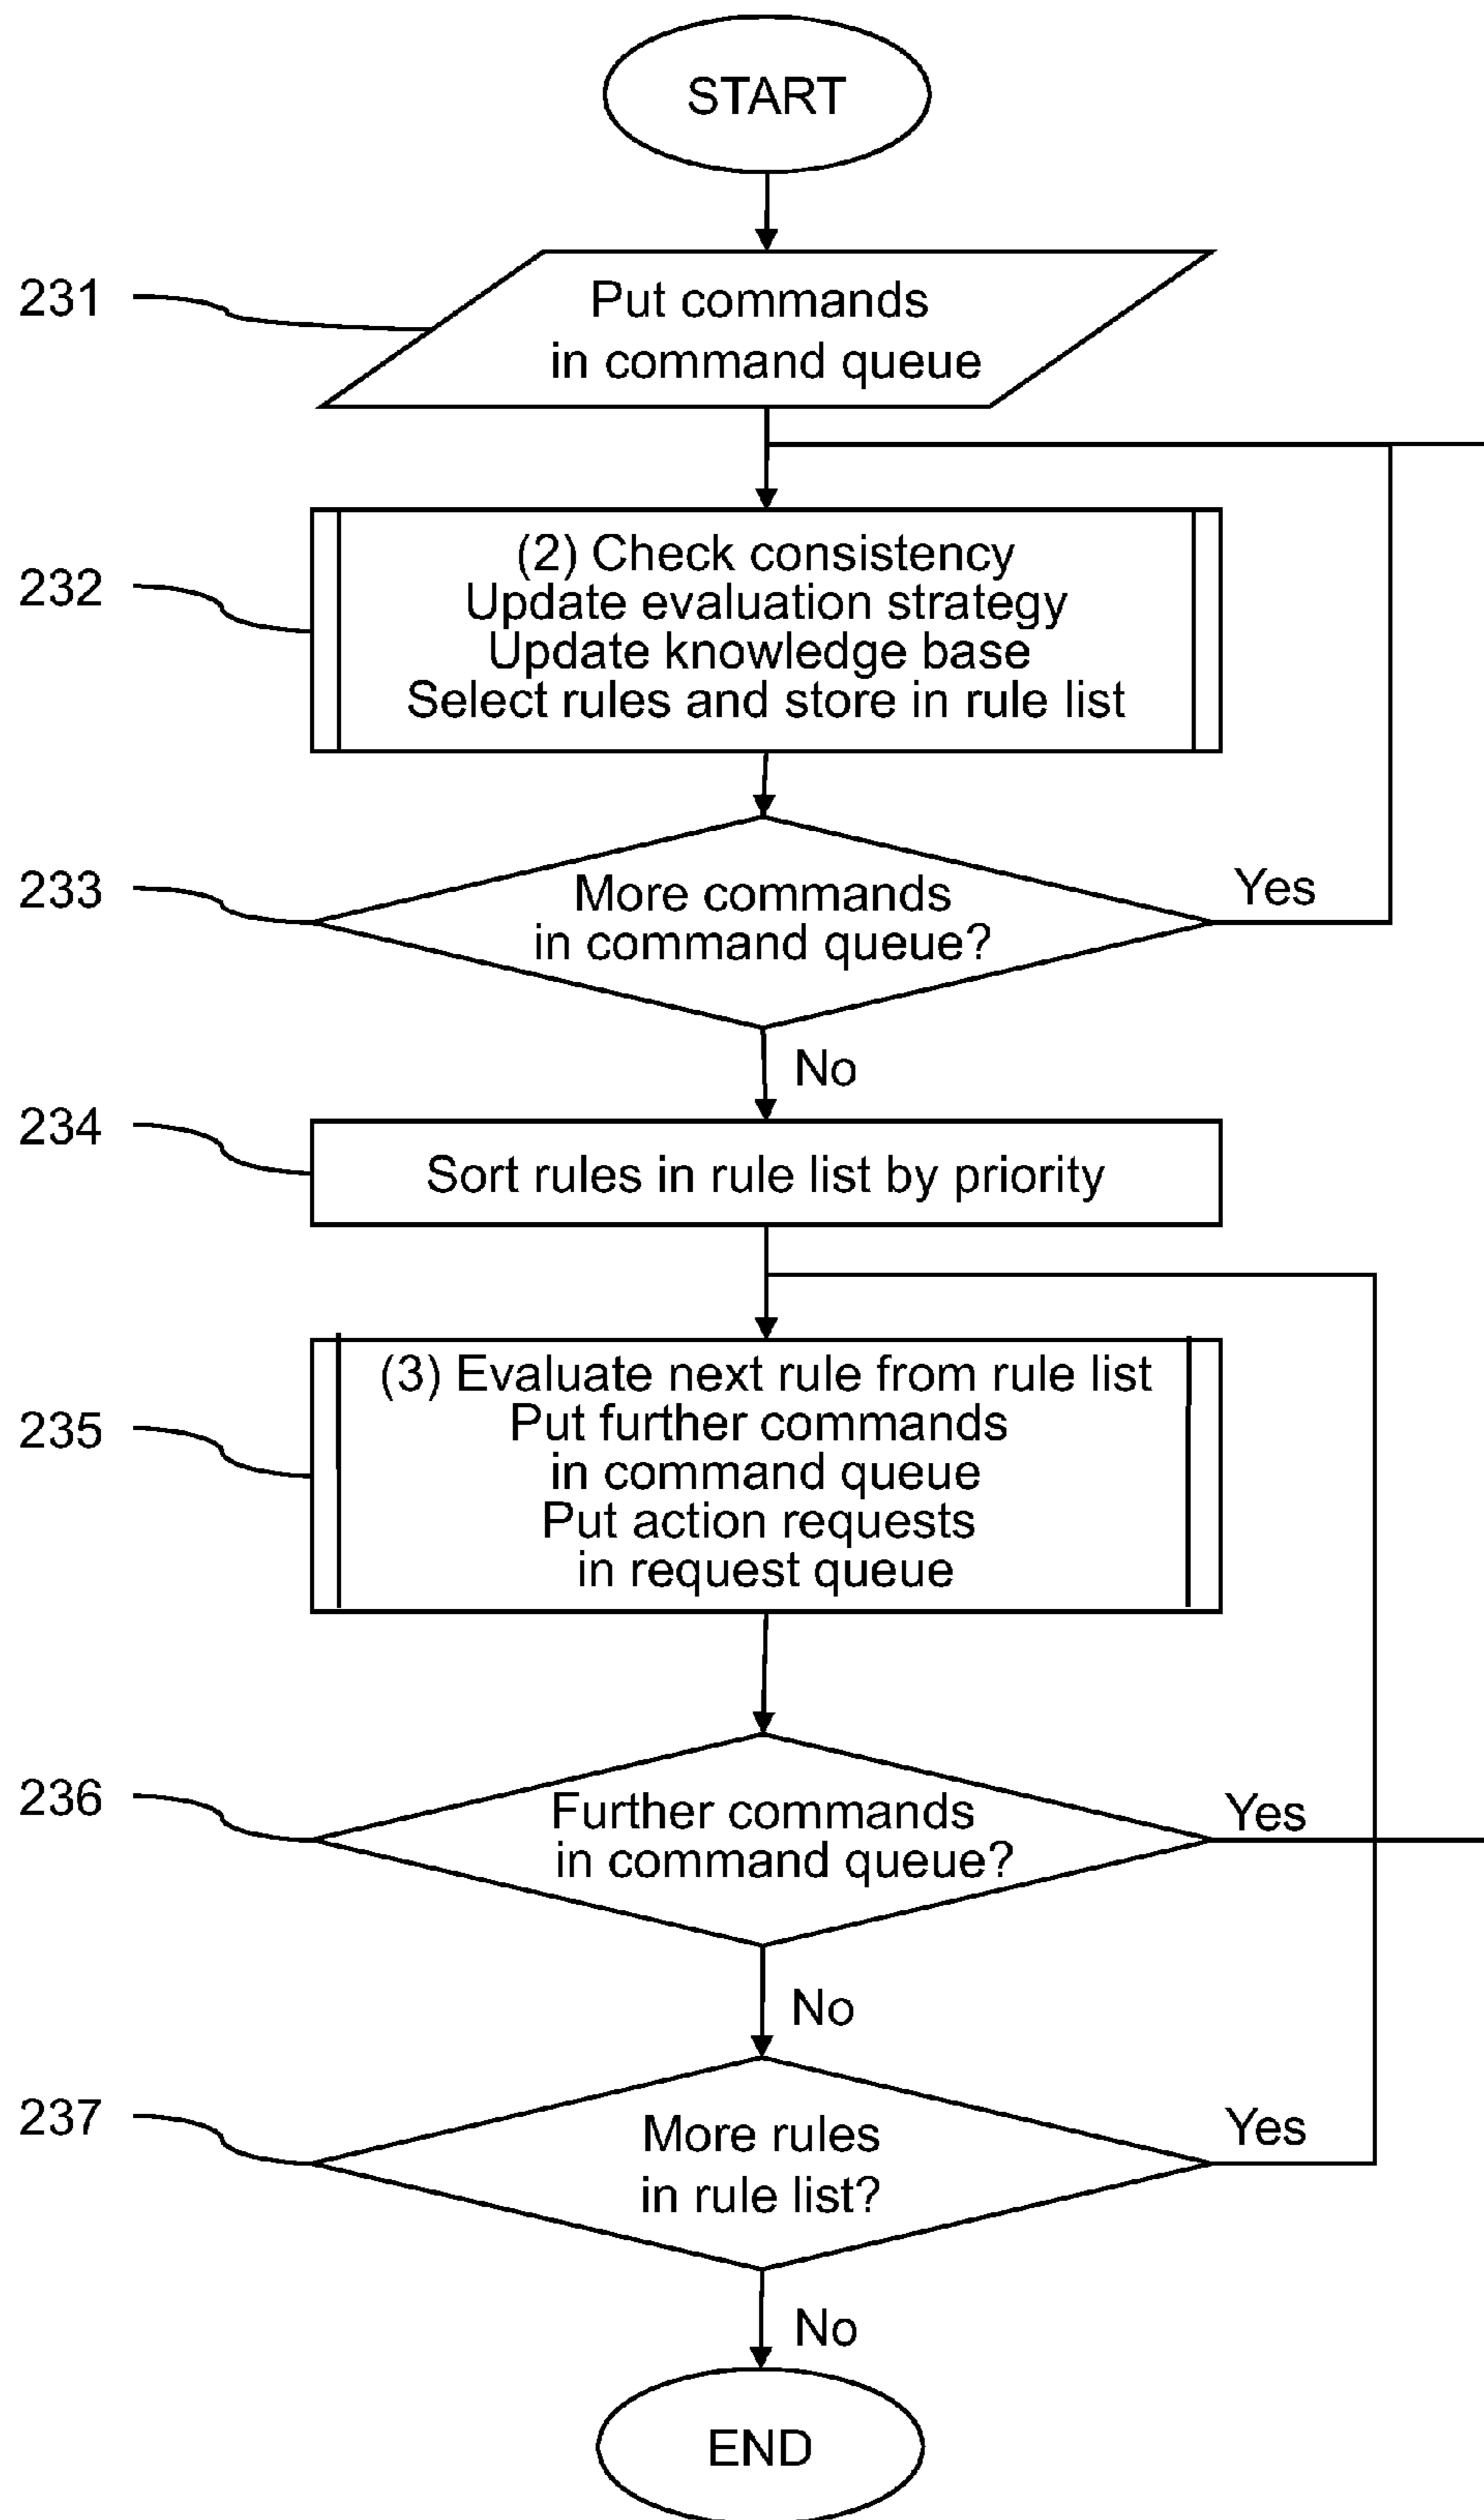 START
231
Put commands
in command queue
232
(2) Check consistency
Update evaluation strategy
Update knowledge base
Select rules and store in rule list
233
More commands
in command queue?
Yes
No
234
Sort rules in rule list by priority
235
(3) Evaluate next rule from rule list
Put further commands
in command queue
Put action requests
in request queue
236
Further commands
in command queue?
Yes
No
237
More rules
in rule list?
Yes
No
END